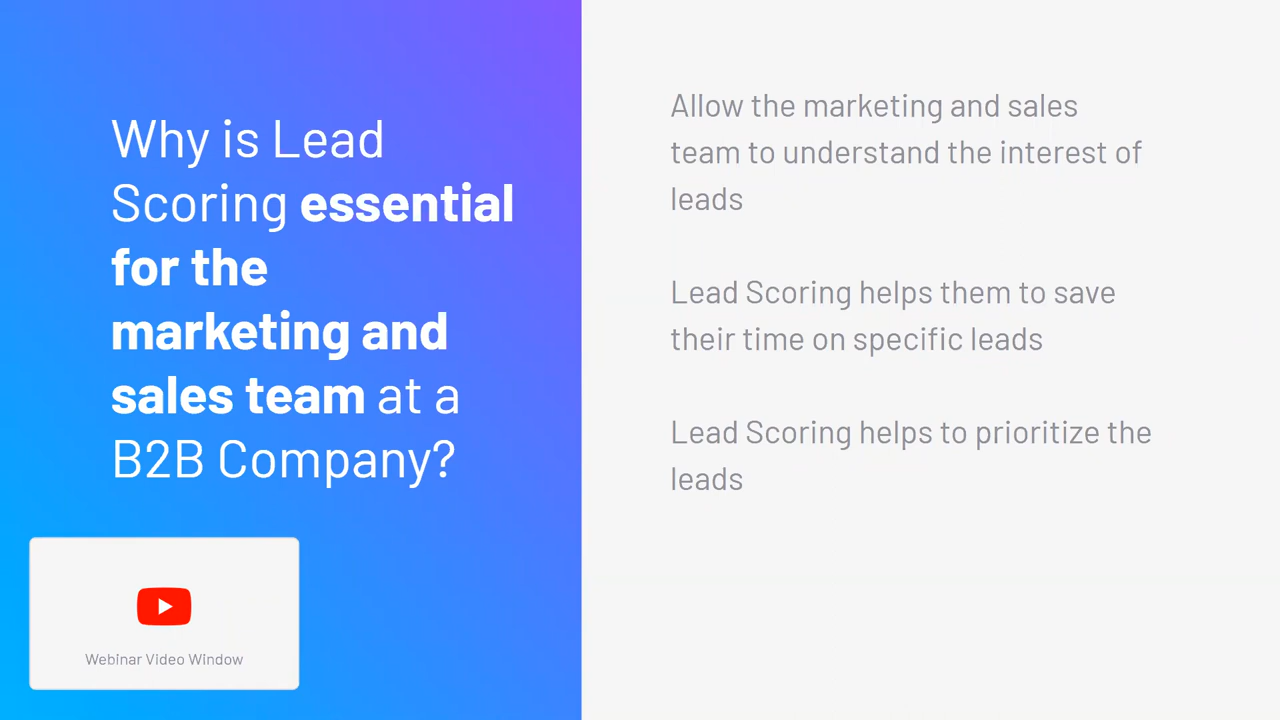 Why is Lead
Scoring essential
for the
marketing and
sales team at a
B2B Company?
Webinar Video Window
Allow the marketing and sales
team to understand the interest of
leads
Lead Scoring helps them to save
their time on specific leads
Lead Scoring helps to prioritize the
leads